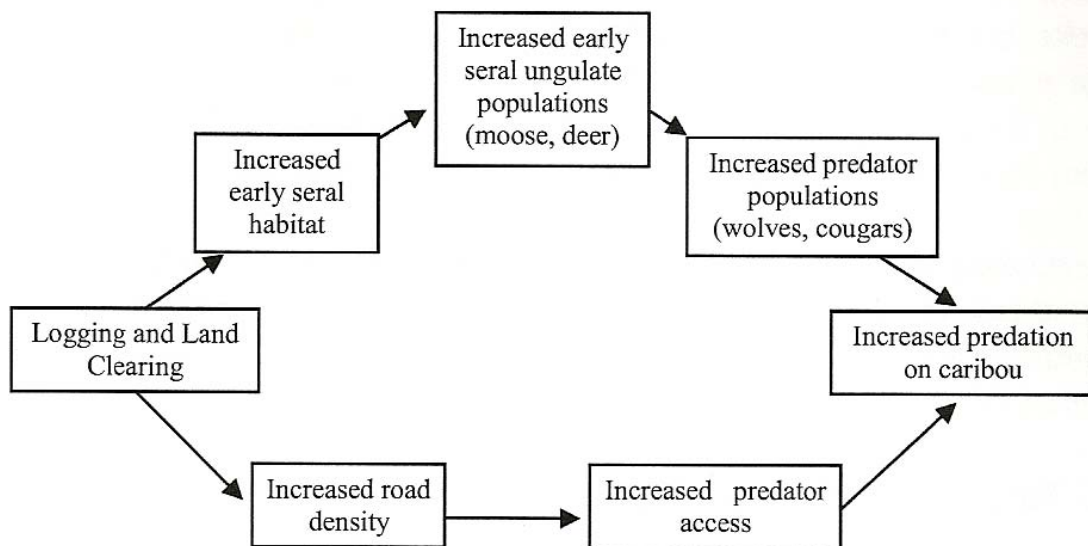 Increased early
seral ungulate
populations
(moose, deer)
Increased
early seral
habitat
Increased predator
populations
(wolves, cougars)
Logging and Land
Clearing
Increased predation
on caribou
Increased road
density
Increased predator
access